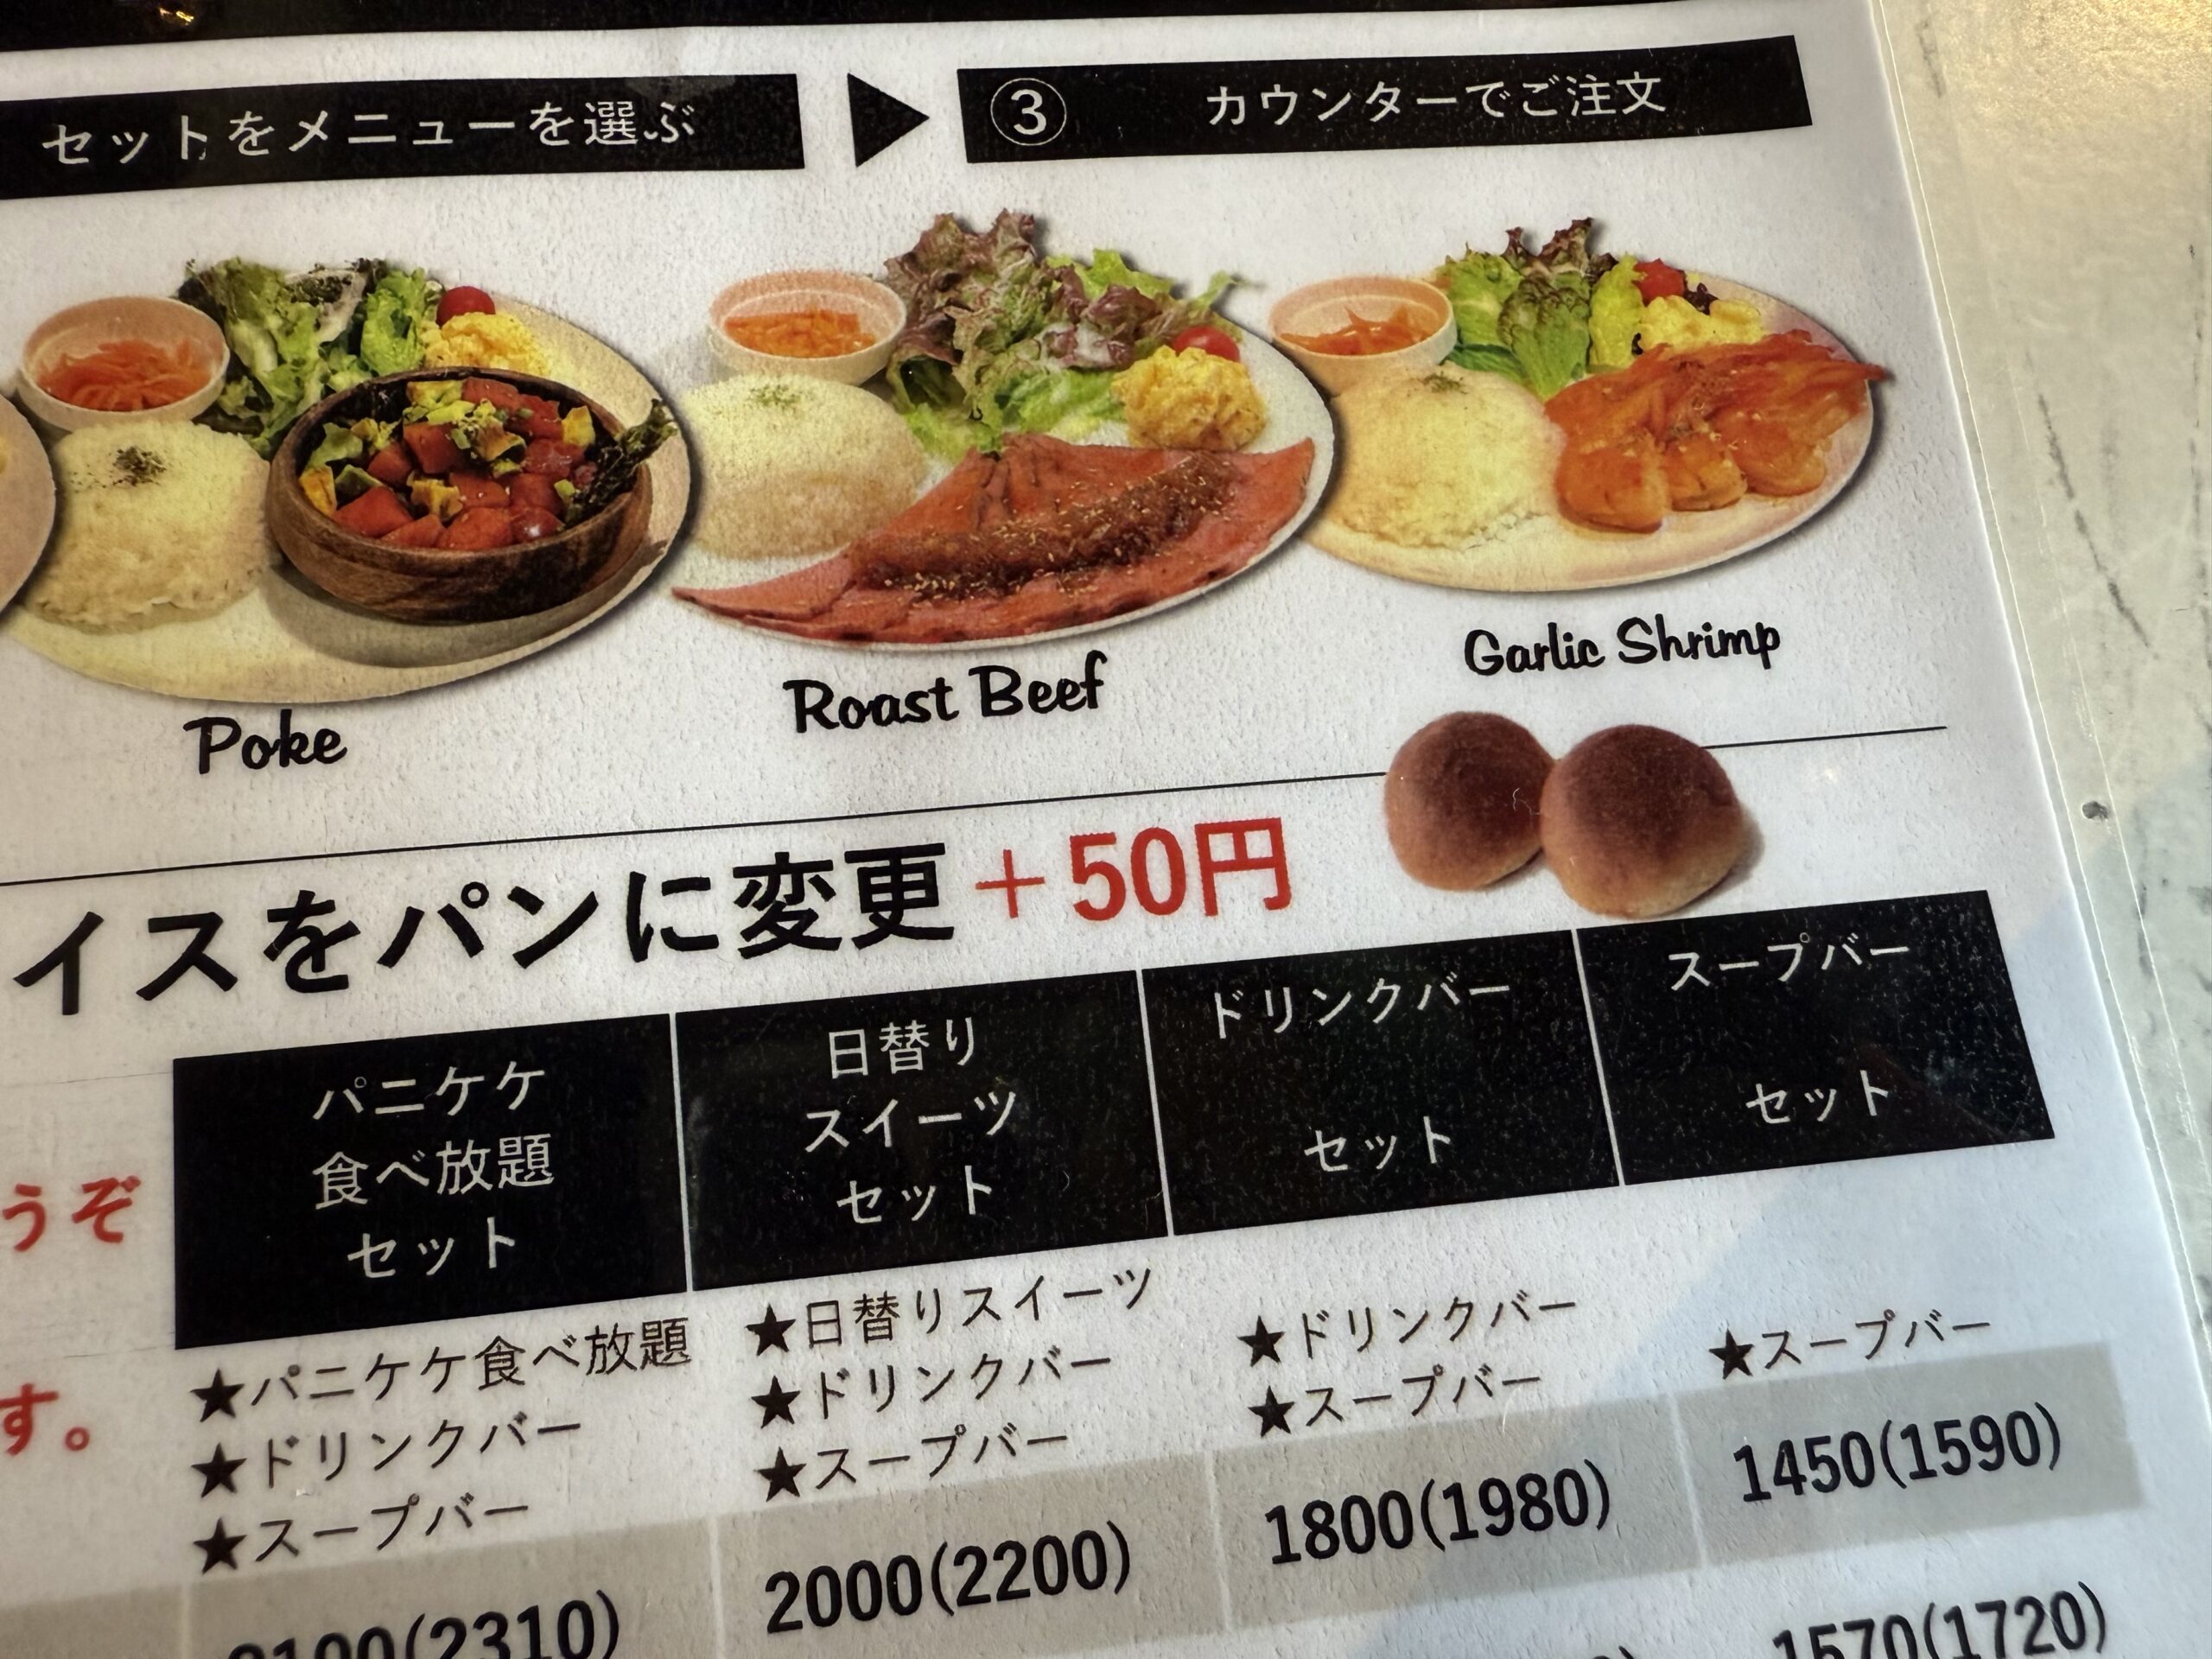 セットをメニューを選ぶ
③ カウンターでご注文
Poke
Roast Beef
Garlic Shrimp
イスをパンに変更 +50円
うぞ
す。
パニケケ
食べ放題
セット
日替り
スイーツ
セット
ドリンクバー
セット
スープバー
セット
★パニケケ食べ放題
★ドリンクバー
★スープバー
★日替りスイーツ
★ドリンクバー
★スープバー
★ドリンクバー
★スープバー
★スープバー
2100(2310)
2000(2200)
1800(1980)
1450(1590)
1570(1720)